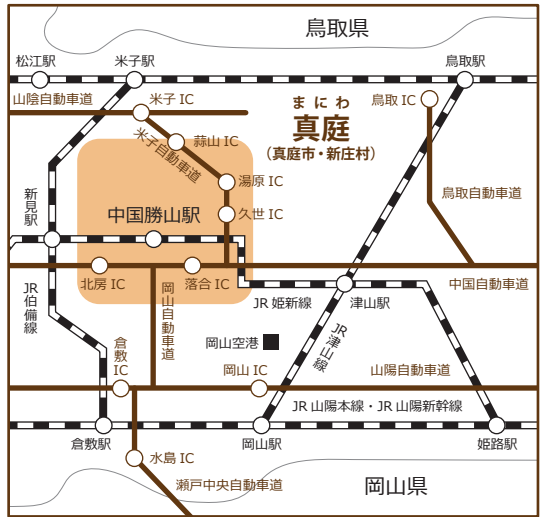 鳥取県
松江駅
米子駅
鳥取駅
山陰自動車道
米子 IC
鳥取 IC
まにわ
真庭
(真庭市・新庄村)
蒜山 IC
米子自動車道
湯原 IC
鳥取自動車道
新見駅
中国勝山駅
久世 IC
北房 IC
落合 IC
中国自動車道
JR伯備線
岡山自動車道
JR 姫新線
津山駅
倉敷IC
岡山空港
JR津山線
岡山 IC
山陽自動車道
JR 山陽本線・JR 山陽新幹線
倉敷駅
岡山駅
姫路駅
水島 IC
瀬戸中央自動車道
岡山県